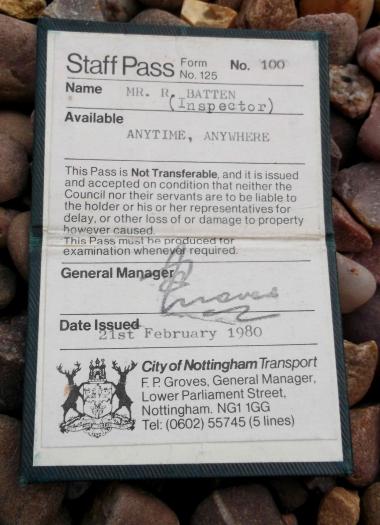 Staff Pass Form No. 125 No. 100
Name MR. R. BATTEN
(Inspector)
Available
ANYTIME, ANYWHERE
This Pass is Not Transferable, and it is issued
and accepted on condition that neither the
Council nor their servants are to be liable to
the holder or his or her representatives for
delay, or other loss of or damage to property
however caused.
This Pass must be produced for
examination whenever required.
General Manager
Groves
Date Issued
21st February 1980
City of Nottingham Transport
F. P. Groves, General Manager,
Lower Parliament Street,
Nottingham. NG1 1GG
Tel: (0602) 55745 (5 lines)